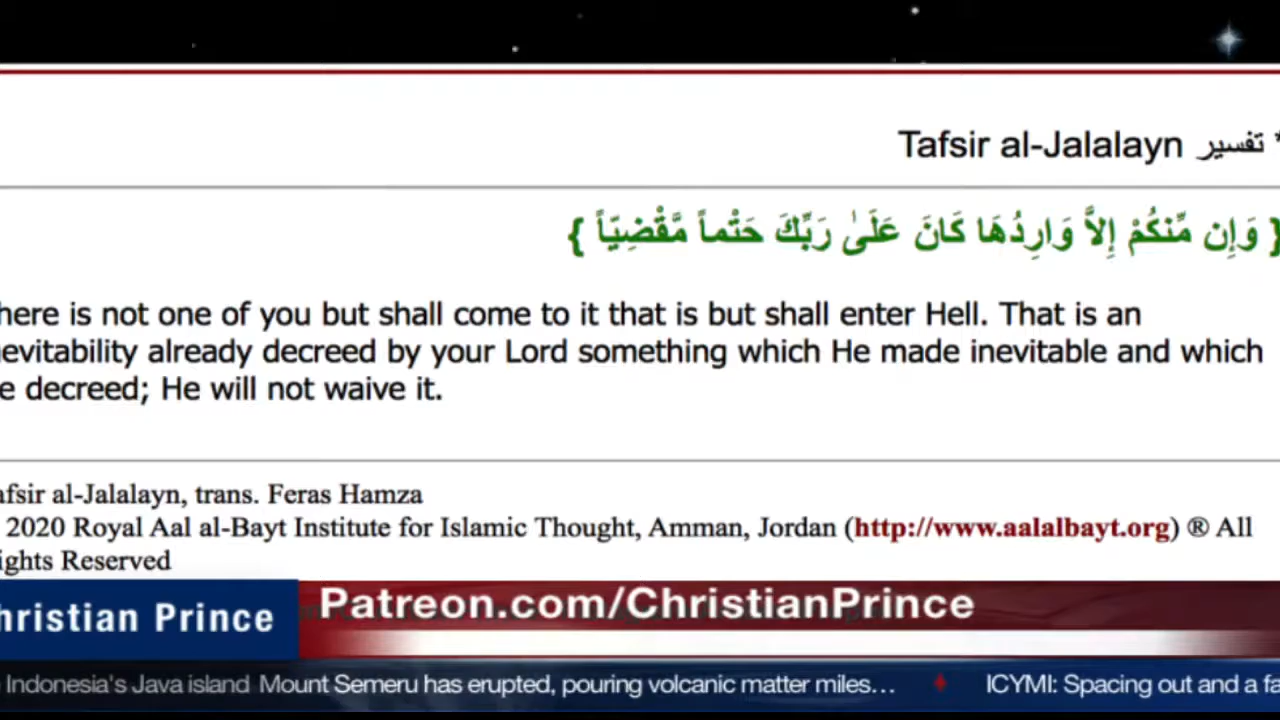 Tafsir al-Jalalayn تفسير *
{ وَإِن مِّنكُمْ إِلاَّ وَارِدُهَا كَانَ عَلَىٰ رَبِّكَ حَتْماً مَّقْضِيّاً }
here is not one of you but shall come to it that is but shall enter Hell. That is an
evitability already decreed by your Lord something which He made inevitable and which
e decreed; He will not waive it.
afsir al-Jalalayn, trans. Feras Hamza
2020 Royal Aal al-Bayt Institute for Islamic Thought, Amman, Jordan (http://www.aalalbayt.org) ® All
ights Reserved
hristian Prince
Patreon.com/ChristianPrince
Indonesia's Java island Mount Semeru has erupted, pouring volcanic matter miles... ♦ ICYMI: Spacing out and a fa